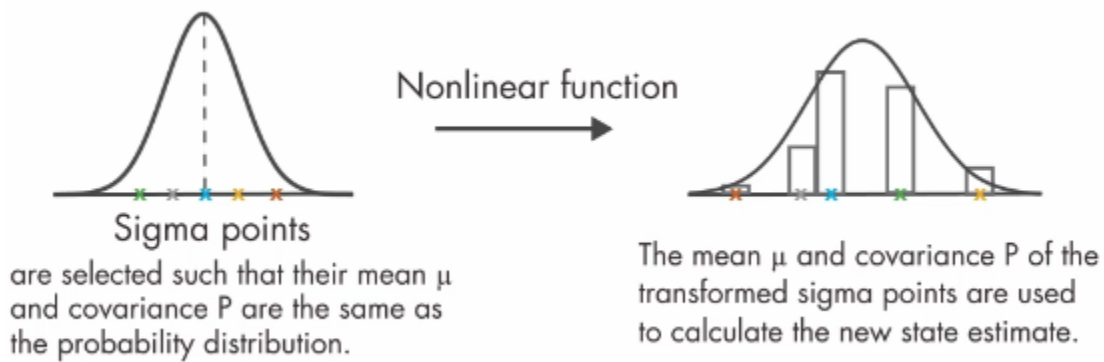 Nonlinear function
Sigma points
are selected such that their mean μ
and covariance P are the same as
the probability distribution.
The mean μ and covariance P of the
transformed sigma points are used
to calculate the new state estimate.